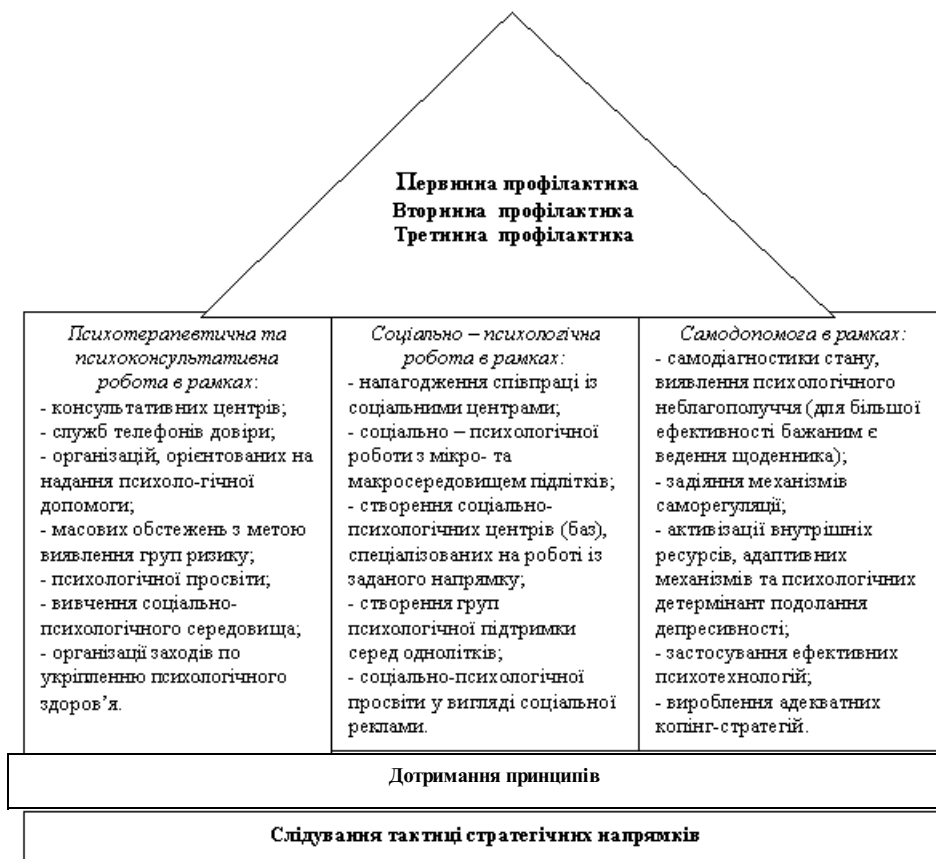 Первинна профілактика
Вторинна профілактика
Третинна профілактика
Психотерапевтична та
психоконсультативна
робота в рамках:
- консультативних центрів;
- служб телефонів довіри;
- організацій, орієнтованих на
надання психоло-гічної
допомоги;
- масових обстежень з метою
виявлення груп ризику;
- психологічної просвіти;
- вивчення соціально-
психологічного середовища;
- організації заходів по
укріпленню психологічного
здоров’я.
Соціально – психологічна
робота в рамках:
- налагодження співпраці із
соціальними центрами;
- соціально – психологічної
роботи з мікро- та
макросередовищем підлітків;
- створення соціально-
психологічних центрів (баз),
спеціалізованих на роботі із
заданого напрямку;
- створення груп
психологічної підтримки
серед однолітків;
- соціально-психологічної
просвіти у вигляді соціальної
реклами.
Самодопомога в рамках:
- самодіагностики стану,
виявлення психологічного
неблагополуччя (для більшої
ефективності бажаним є
ведення щоденника);
- задіяння механізмів
саморегуляції;
- активізації внутрішніх
ресурсів, адаптивних
механізмів та психологічних
детермінант подолання
депресивності;
- застосування ефективних
психотехнологій;
- вироблення адекватних
копінг-стратегій.
Дотримання принципів
Слідування тактиці стратегічних напрямків